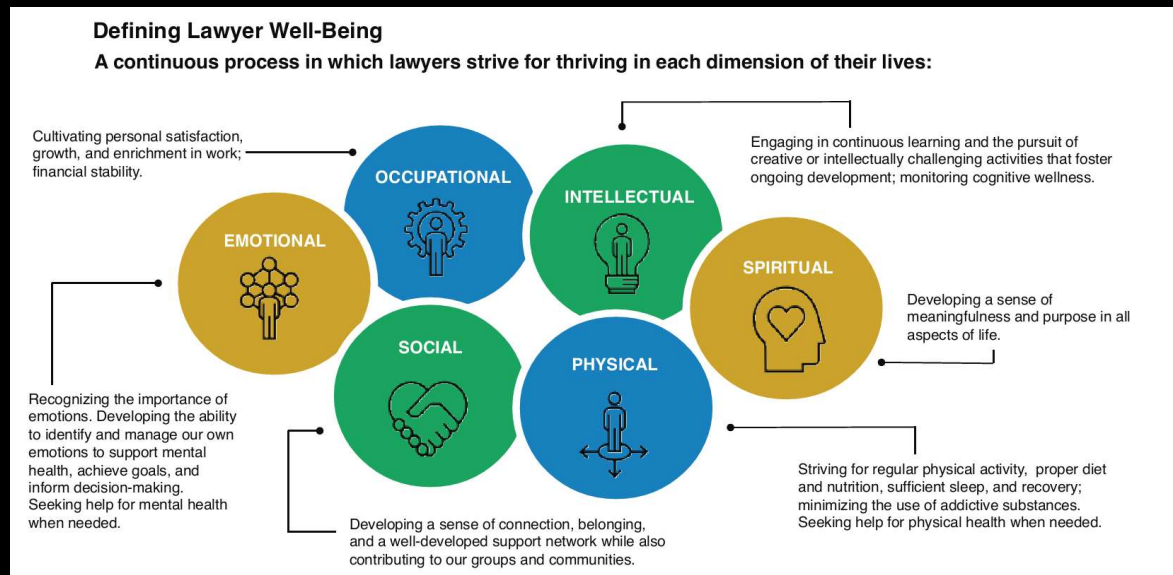 Defining Lawyer Well-Being
A continuous process in which lawyers strive for thriving in each dimension of their lives:
Cultivating personal satisfaction,
growth, and enrichment in work;
financial stability.
OCCUPATIONAL
Engaging in continuous learning and the pursuit of
creative or intellectually challenging activities that foster
ongoing development; monitoring cognitive wellness.
INTELLECTUAL
EMOTIONAL
SPIRITUAL
Developing a sense of
meaningfulness and purpose in all
aspects of life.
SOCIAL
PHYSICAL
Recognizing the importance of
emotions. Developing the ability
to identify and manage our own
emotions to support mental
health, achieve goals, and
inform decision-making.
Seeking help for mental health
when needed.
Striving for regular physical activity, proper diet
and nutrition, sufficient sleep, and recovery;
minimizing the use of addictive substances.
Seeking help for physical health when needed.
Developing a sense of connection, belonging,
and a well-developed support network while also
contributing to our groups and communities.